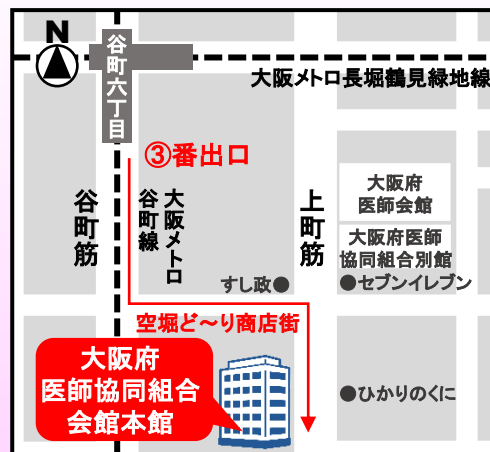 N
谷町六丁目
大阪メトロ長堀鶴見緑地線
③番出口
谷町筋
大阪メトロ
谷町線
上町筋
大阪府
医師会館
大阪府医師
協同組合別館
●セブンイレブン
すし政●
空堀ど～り商店街
大阪府
医師協同組合
会館本館
●ひかりのくに